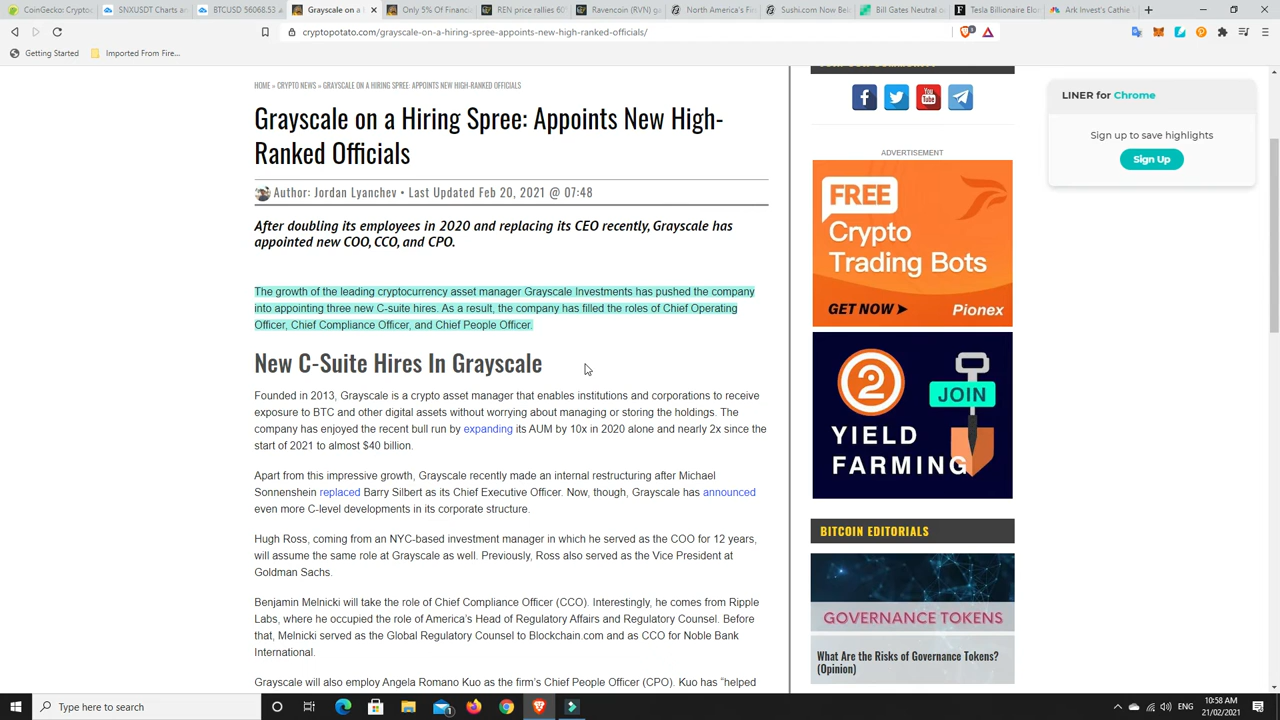 CoinGecko: Cryptoc
SNXUSDT Charts an
BTCUSD 56068.53
Grayscale on a
Only 5% Of Financ
REN price rallies 60
Ravencoin (RVN) ga
North America's Fir
Sushi.com Now Bel
Bill Gates Neutral o
Tesla Billionaire Elo
Ark Invest's Cathie
cryptopotato.com/grayscale-on-a-hiring-spree-appoints-new-high-ranked-officials/
Getting Started
Imported From Fire...
HOME » CRYPTO NEWS » GRAYSCALE ON A HIRING SPREE: APPOINTS NEW HIGH-RANKED OFFICIALS
Grayscale on a Hiring Spree: Appoints New High-
Ranked Officials
Author: Jordan Lyanchev • Last Updated Feb 20, 2021 @ 07:48
After doubling its employees in 2020 and replacing its CEO recently, Grayscale has
appointed new COO, CCO, and CPO.
The growth of the leading cryptocurrency asset manager Grayscale Investments has pushed the company
into appointing three new C-suite hires. As a result, the company has filled the roles of Chief Operating
Officer, Chief Compliance Officer, and Chief People Officer.
New C-Suite Hires In Grayscale
Founded in 2013, Grayscale is a crypto asset manager that enables institutions and corporations to receive
exposure to BTC and other digital assets without worrying about managing or storing the holdings. The
company has enjoyed the recent bull run by expanding its AUM by 10x in 2020 alone and nearly 2x since the
start of 2021 to almost $40 billion.
Apart from this impressive growth, Grayscale recently made an internal restructuring after Michael
Sonnenshein replaced Barry Silbert as its Chief Executive Officer. Now, though, Grayscale has announced
even more C-level developments in its corporate structure.
Hugh Ross, coming from an NYC-based investment manager in which he served as the COO for 12 years,
will assume the same role at Grayscale as well. Previously, Ross also served as the Vice President at
Goldman Sachs.
Benjamin Melnicki will take the role of Chief Compliance Officer (CCO). Interestingly, he comes from Ripple
Labs, where he occupied the role of America's Head of Regulatory Affairs and Regulatory Counsel. Before
that, Melnicki served as the Global Regulatory Counsel to Blockchain.com and as CCO for Noble Bank
International.
Grayscale will also employ Angela Romano Kuo as the firm's Chief People Officer (CPO). Kuo has “helped
You
Tube
ADVERTISEMENT
FREE
Crypto
Trading Bots
GET NOW
Pionex
2
JOIN
YIELD
FARMING
BITCOIN EDITORIALS
GOVERNANCE TOKENS
What Are the Risks of Governance Tokens?
(Opinion)
LINER for Chrome
Sign up to save highlights
Sign Up
Type here to search
ENG
10:58 AM
21/02/2021